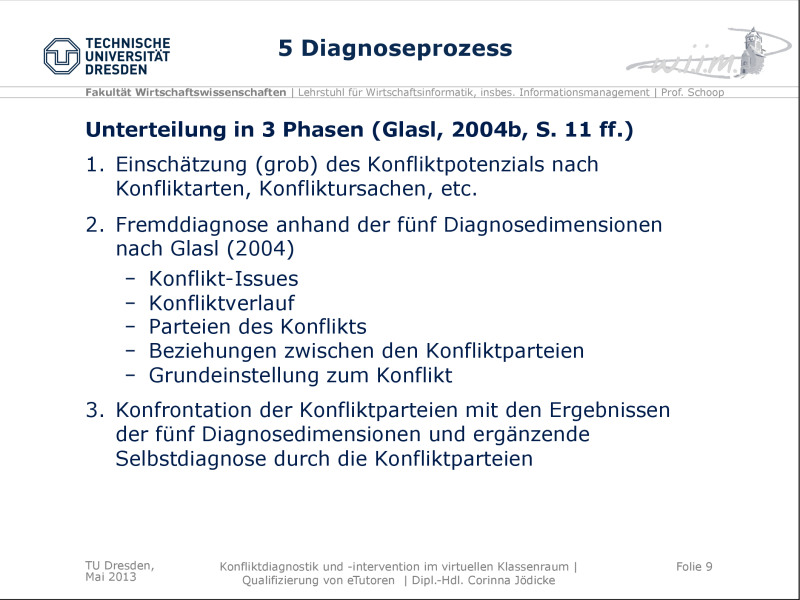 TECHNISCHE
UNIVERSITÄT
DRESDEN
5 Diagnoseprozess
wiim
Fakultät Wirtschaftswissenschaften | Lehrstuhl für Wirtschaftsinformatik, insbes. Informationsmanagement | Prof. Schoop
Unterteilung in 3 Phasen (Glasl, 2004b, S. 11 ff.)
1. Einschätzung (grob) des Konfliktpotenzials nach
Konfliktarten, Konfliktursachen, etc.
2. Fremddiagnose anhand der fünf Diagnosedimensionen
nach Glasl (2004)
– Konflikt-Issues
– Konfliktverlauf
– Parteien des Konflikts
– Beziehungen zwischen den Konfliktparteien
– Grundeinstellung zum Konflikt
3. Konfrontation der Konfliktparteien mit den Ergebnissen
der fünf Diagnosedimensionen und ergänzende
Selbstdiagnose durch die Konfliktparteien
TU Dresden,
Mai 2013
Konfliktdiagnostik und -intervention im virtuellen Klassenraum |
Qualifizierung von eTutoren | Dipl.-Hdl. Corinna Jödicke
Folie 9